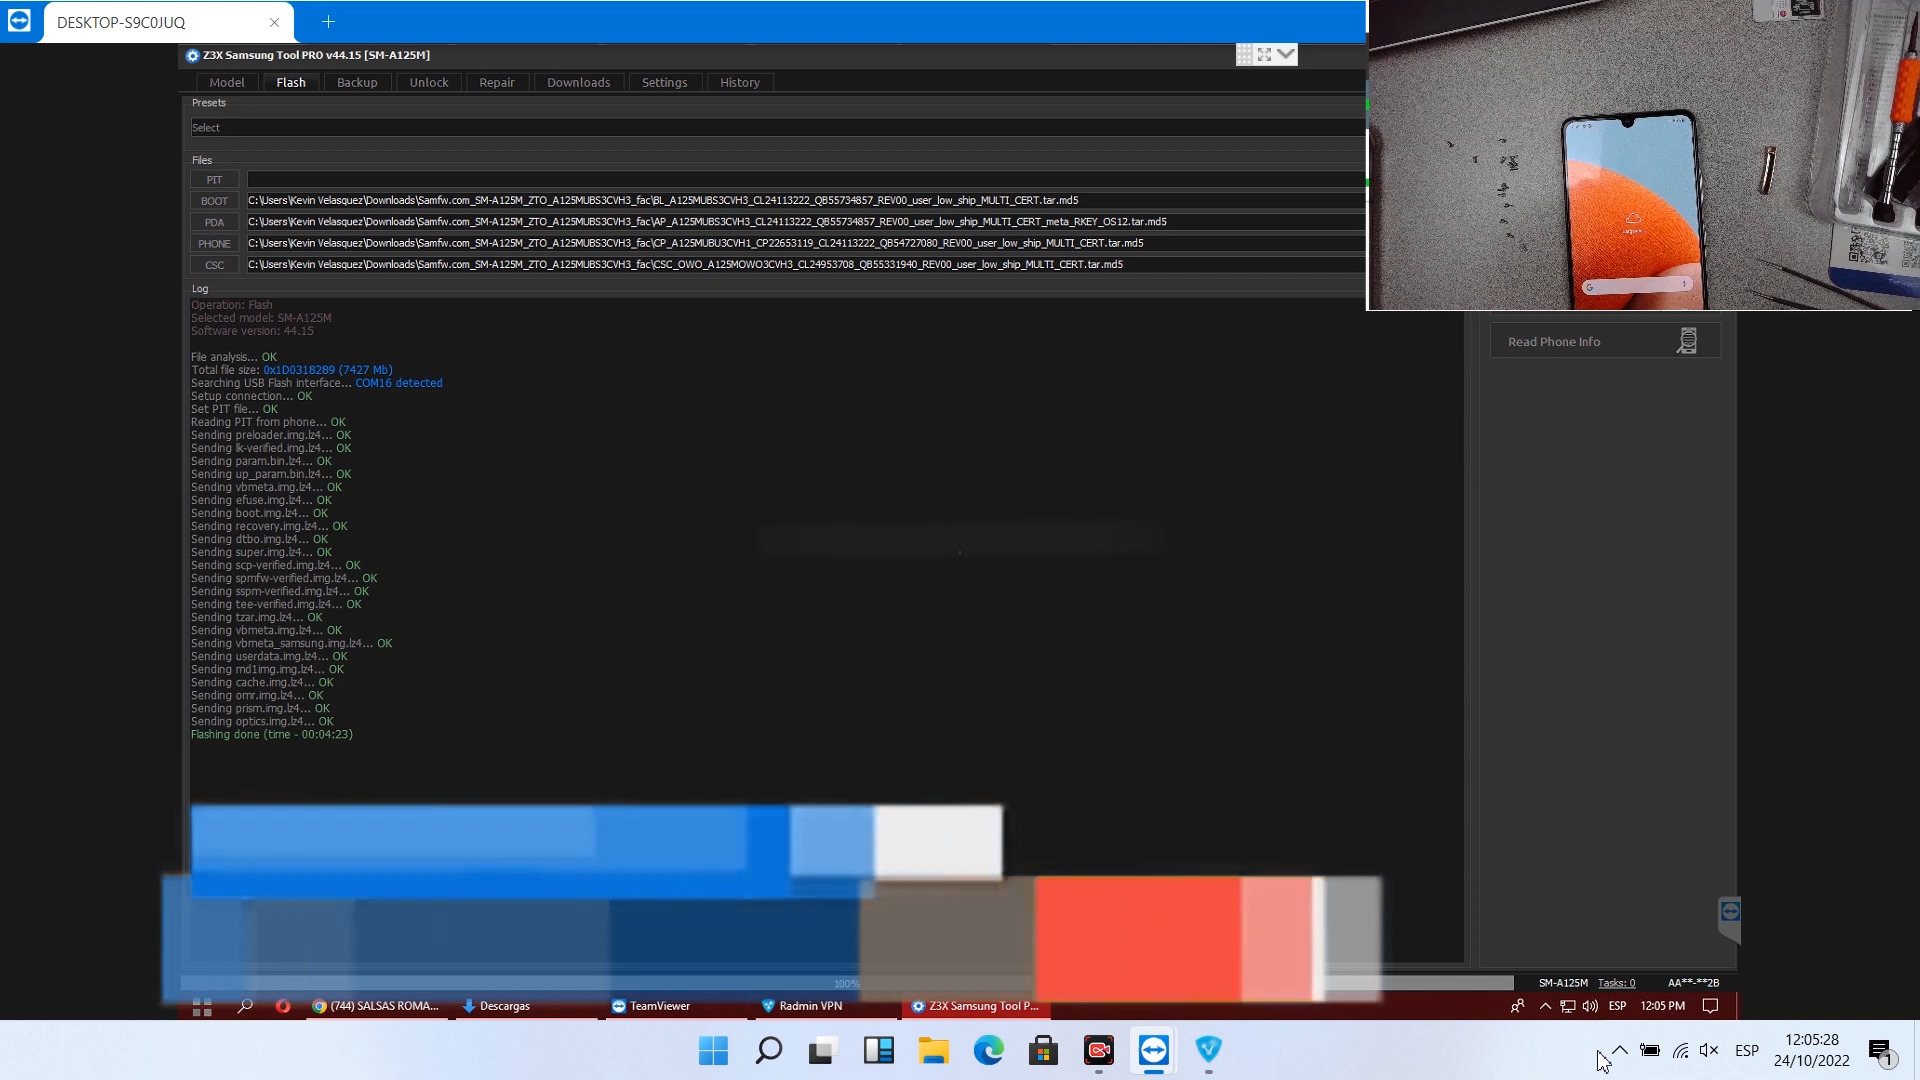 DESKTOP-S9C0JUQ
Z3X Samsung Tool PRO v44.15 [SM-A125M]
Model Flash Backup Unlock Repair Downloads Settings History
Presets
Select
Files
PIT
BOOT C:\Users\Kevin Velasquez\Downloads\Samfw.com_SM-A125M_ZTO_A125MUBS3CVH3_fac\BL_A125MUBS3CVH3_CL24113222_QB55734857_REV00_user_low_ship_MULTI_CERT.tar.md5
PDA C:\Users\Kevin Velasquez\Downloads\Samfw.com_SM-A125M_ZTO_A125MUBS3CVH3_fac\AP_A125MUBS3CVH3_CL24113222_QB55734857_REV00_user_low_ship_MULTI_CERT_meta_RKEY_OS12.tar.md5
PHONE C:\Users\Kevin Velasquez\Downloads\Samfw.com_SM-A125M_ZTO_A125MUBS3CVH3_fac\CP_A125MUBU3CVH1_CP22653119_CL24113222_QB54727080_REV00_user_low_ship_MULTI_CERT.tar.md5
CSC C:\Users\Kevin Velasquez\Downloads\Samfw.com_SM-A125M_ZTO_A125MUBS3CVH3_fac\CSC_OWO_A125MOWO3CVH3_CL24953708_QB55331940_REV00_user_low_ship_MULTI_CERT.tar.md5
Log
Operation: Flash
Selected model: SM-A125M
Software version: 44.15
File analysis... OK
Total file size: 0x1D0318289 (7427 Mb)
Searching USB Flash interface... COM16 detected
Setup connection... OK
Set PIT file... OK
Reading PIT from phone... OK
Sending preloader.img.lz4... OK
Sending lk-verified.img.lz4... OK
Sending param.bin.lz4... OK
Sending up_param.bin.lz4... OK
Sending vbmeta.img.lz4... OK
Sending efuse.img.lz4... OK
Sending boot.img.lz4... OK
Sending recovery.img.lz4... OK
Sending dtbo.img.lz4... OK
Sending super.img.lz4... OK
Sending scp-verified.img.lz4... OK
Sending spmfw-verified.img.lz4... OK
Sending sspm-verified.img.lz4... OK
Sending tee-verified.img.lz4... OK
Sending tzar.img.lz4... OK
Sending vbmeta.img.lz4... OK
Sending vbmeta_samsung.img.lz4... OK
Sending userdata.img.lz4... OK
Sending md1img.img.lz4... OK
Sending cache.img.lz4... OK
Sending omr.img.lz4... OK
Sending prism.img.lz4... OK
Sending optics.img.lz4... OK
Flashing done (time - 00:04:23)
Read Phone Info
100%
SM-A125M Tasks: 0 AA**-**2B
(744) SALSAS ROMA... Descargas TeamViewer Radmin VPN Z3X Samsung Tool P... ESP 12:05 PM
ESP 12:05:28
24/10/2022
1